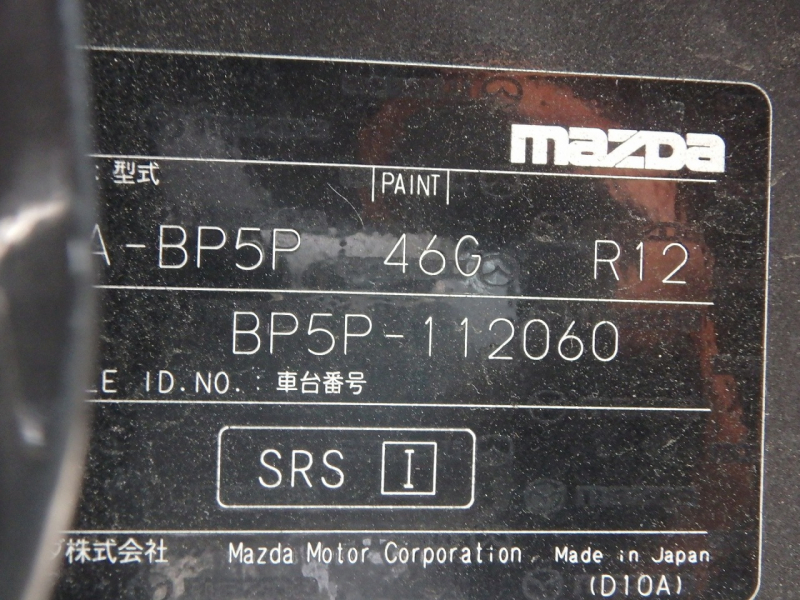 mazda
型式 PAINT
A-BP5P 46G R12
BP5P-112060
LE ID.NO.: 車台番号
SRS I
株式会社 Mazda Motor Corporation Made in Japan
(D10A)